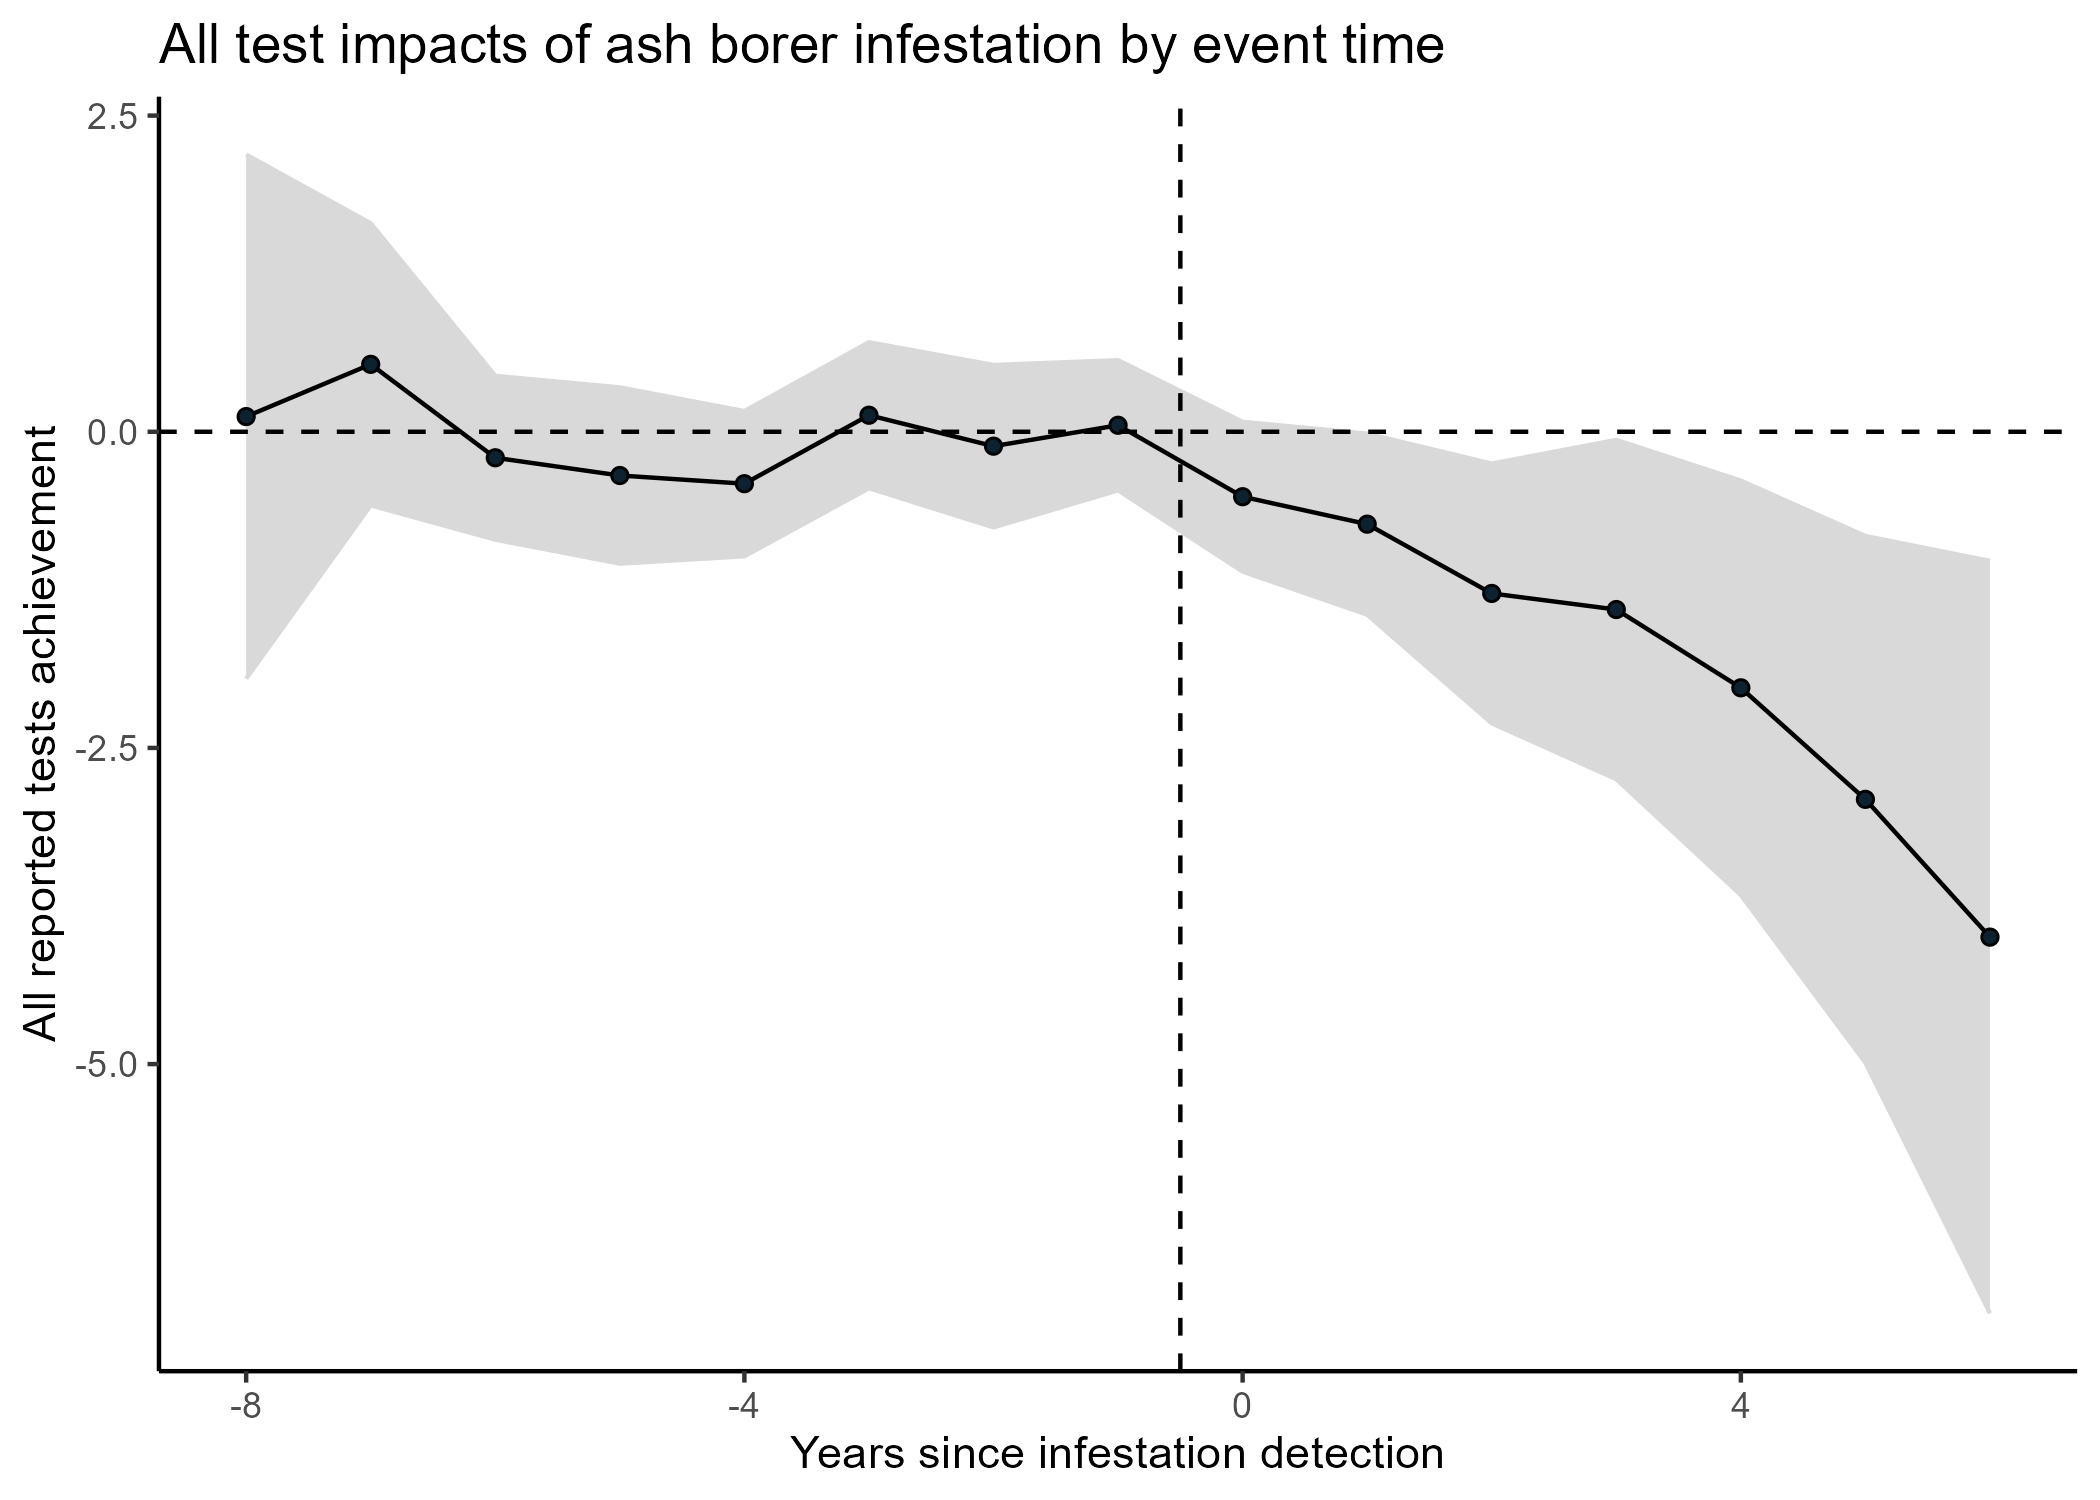 All test impacts of ash borer infestation by event time
All reported tests achievement
2.5
0.0
-2.5
-5.0
-8
-4
0
4
Years since infestation detection